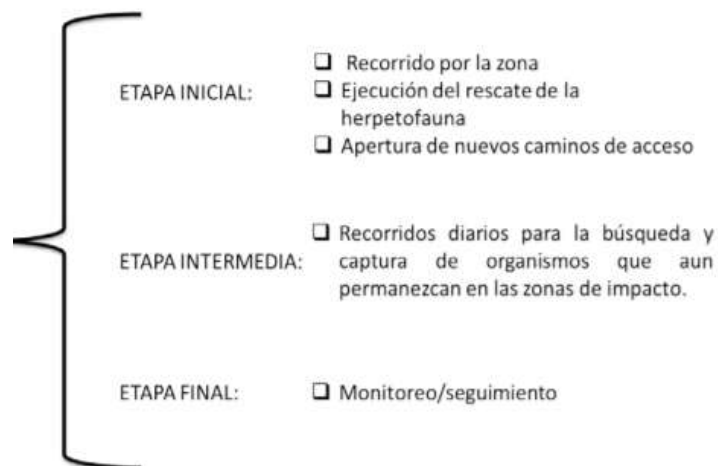 ETAPA INICIAL:
❑ Recorrido por la zona
❑ Ejecución del rescate de la
herpetofauna
❑ Apertura de nuevos caminos de acceso
ETAPA INTERMEDIA:
❑ Recorridos diarios para la búsqueda y
captura de organismos que aun
permanezcan en las zonas de impacto.
ETAPA FINAL:
❑ Monitoreo/seguimiento